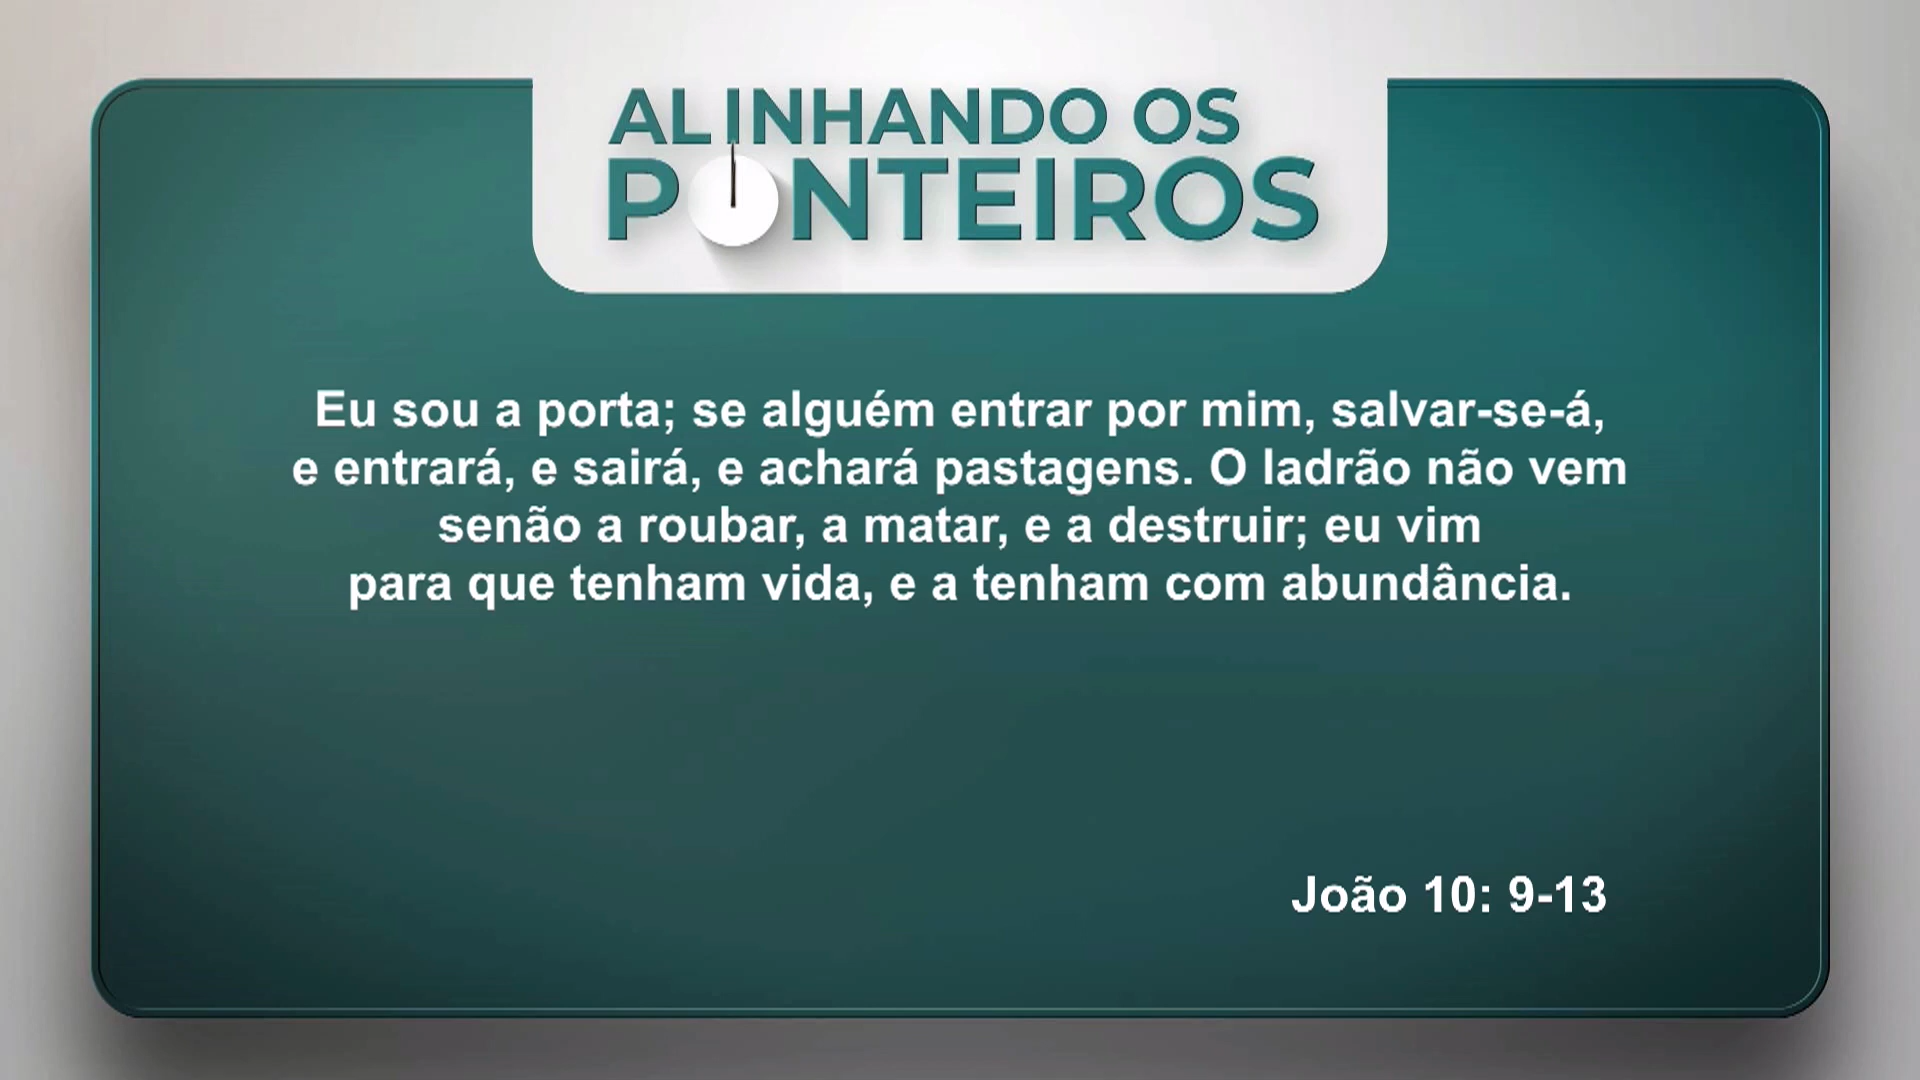 ALINHANDO OS
PONTEIROS
Eu sou a porta; se alguém entrar por mim, salvar-se-á,
e entrará, e sairá, e achará pastagens. O ladrão não vem
senão a roubar, a matar, e a destruir; eu vim
para que tenham vida, e a tenham com abundância.
João 10: 9-13